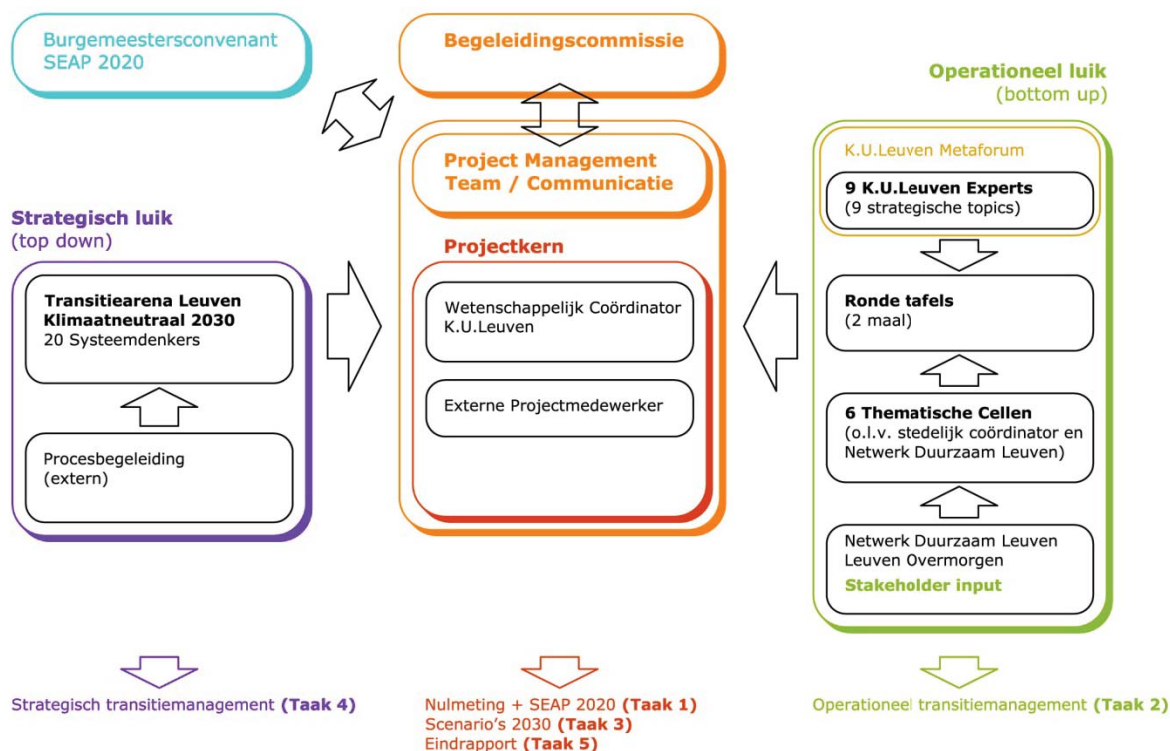 Burgemeestersconvenant
SEAP 2020
Begeleidingscommissie
Project Management
Team / Communicatie
Strategisch luik
(top down)
Transitiearena Leuven
Klimaatneutraal 2030
20 Systeemdenkers
Procesbegeleiding
(extern)
Projectkern
Wetenschappelijk Coördinator
K.U.Leuven
Externe Projectmedewerker
Operationeel luik
(bottom up)
K.U.Leuven Metaforum
9 K.U.Leuven Experts
(9 strategische topics)
Ronde tafels
(2 maal)
6 Thematische Cellen
(o.l.v. stedelijk coördinator en
Netwerk Duurzaam Leuven)
Netwerk Duurzaam Leuven
Leuven Overmorgen
Stakeholder input
Strategisch transitiemanagement (Taak 4)
Nulmeting + SEAP 2020 (Taak 1)
Scenario's 2030 (Taak 3)
Eindrapport (Taak 5)
Operationeel transitiemanagement (Taak 2)